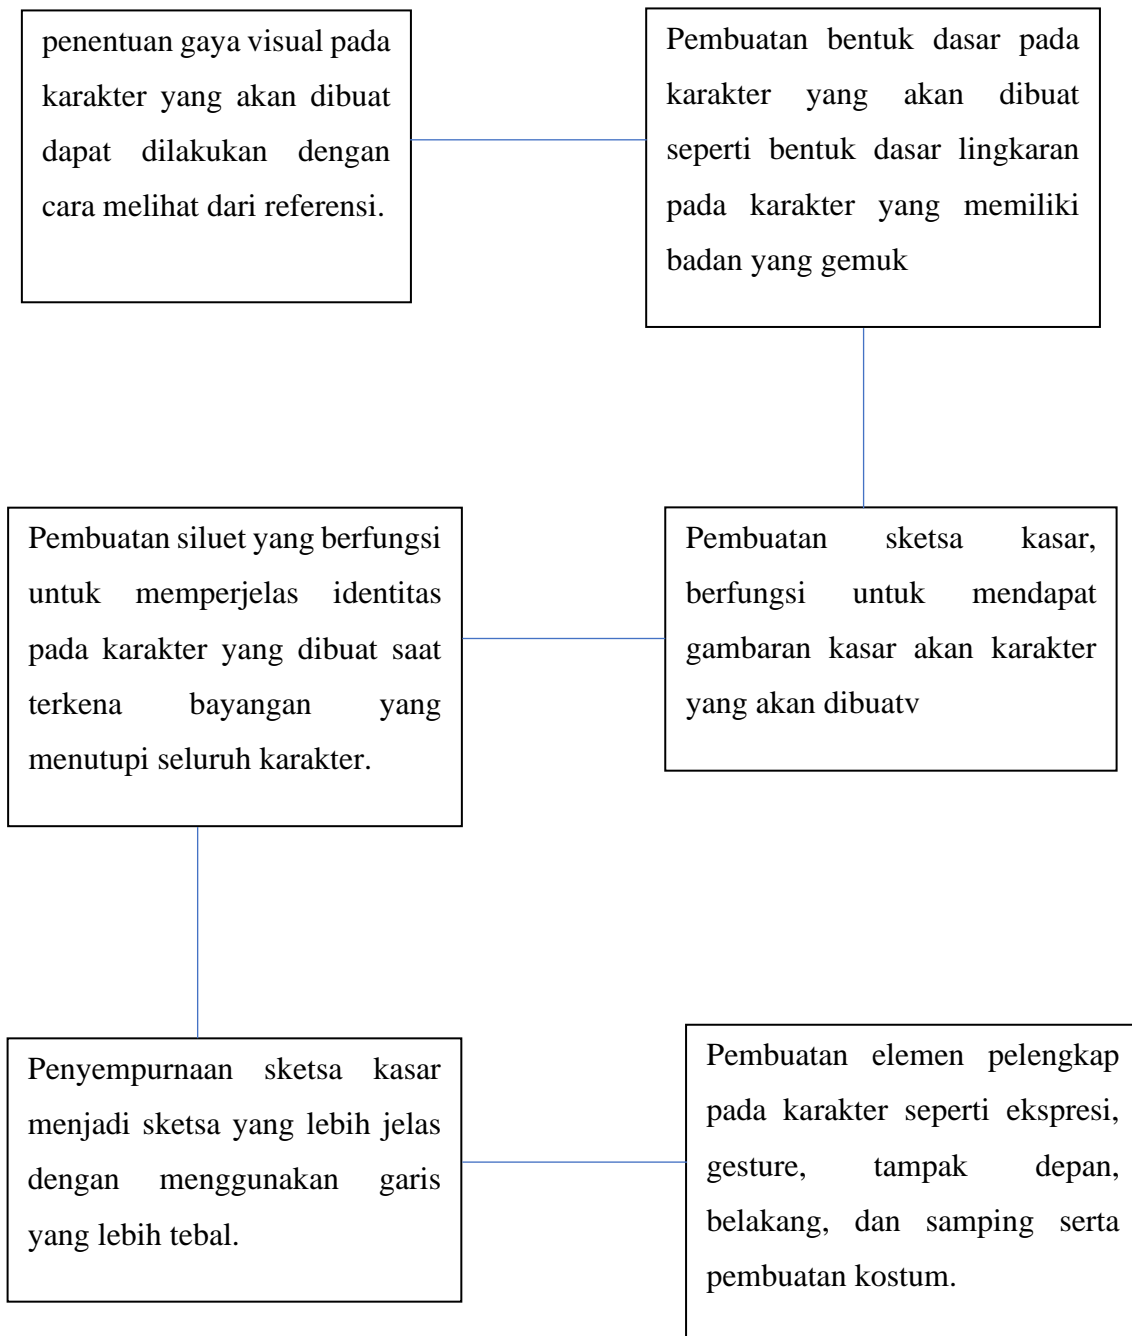 penentuan gaya visual pada
karakter yang akan dibuat
dapat dilakukan dengan
cara melihat dari referensi.
Pembuatan bentuk dasar pada
karakter yang akan dibuat
seperti bentuk dasar lingkaran
pada karakter yang memiliki
badan yang gemuk
Pembuatan sketsa kasar,
berfungsi untuk mendapat
gambaran kasar akan karakter
yang akan dibuatv
Pembuatan siluet yang berfungsi
untuk memperjelas identitas
pada karakter yang dibuat saat
terkena bayangan yang
menutupi seluruh karakter.
Penyempurnaan sketsa kasar
menjadi sketsa yang lebih jelas
dengan menggunakan garis
yang lebih tebal.
Pembuatan elemen pelengkap
pada karakter seperti ekspresi,
gesture, tampak depan,
belakang, dan samping serta
pembuatan kostum.